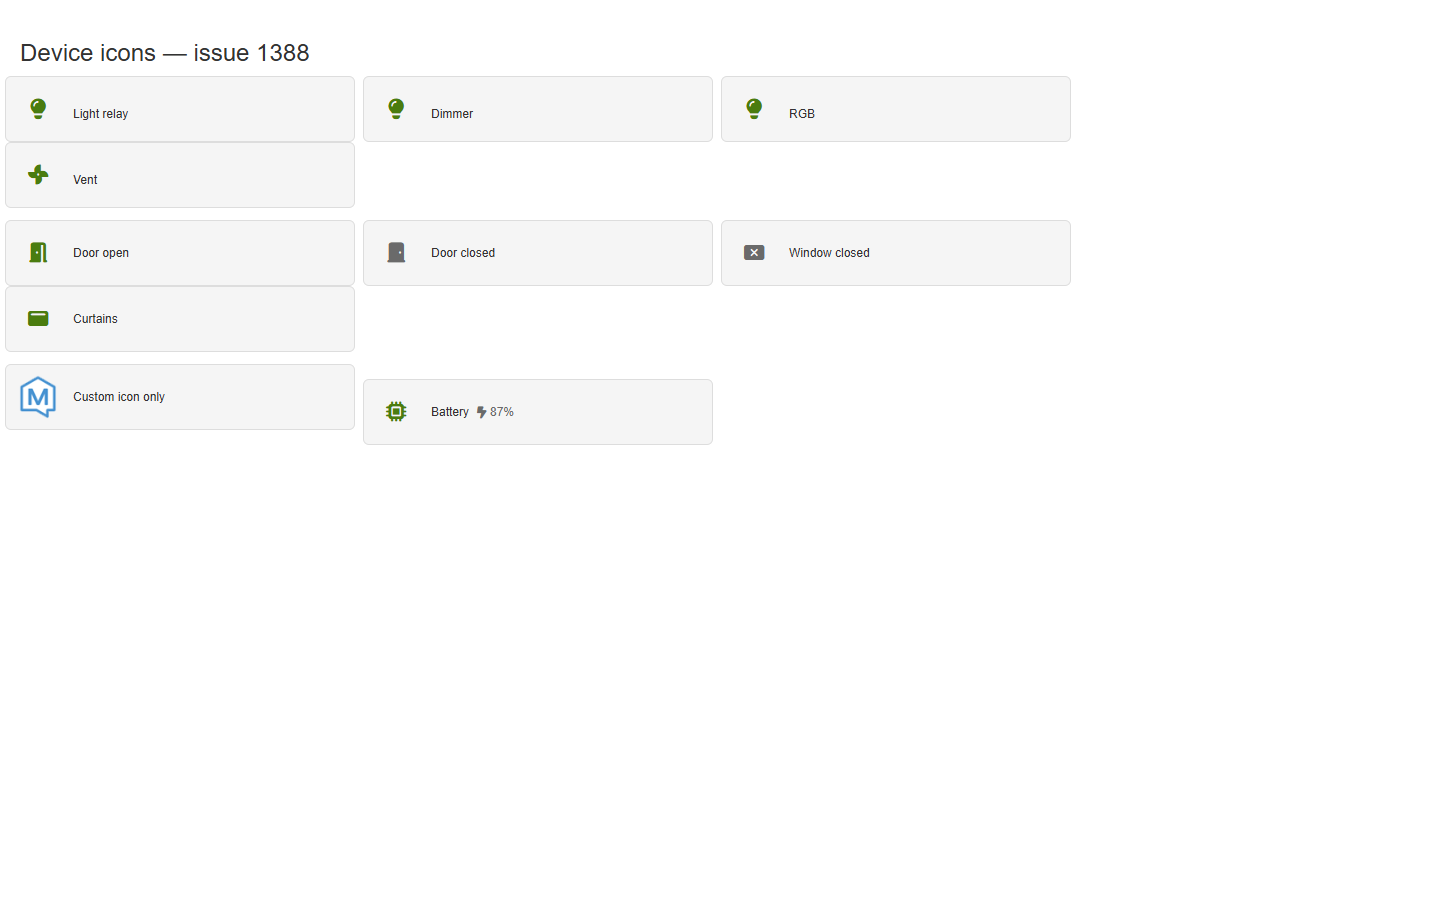 Device icons — issue 1388
Light relay
Dimmer
RGB
Vent
Door open
Door closed
Window closed
Curtains
M
Custom icon only
Battery 87%